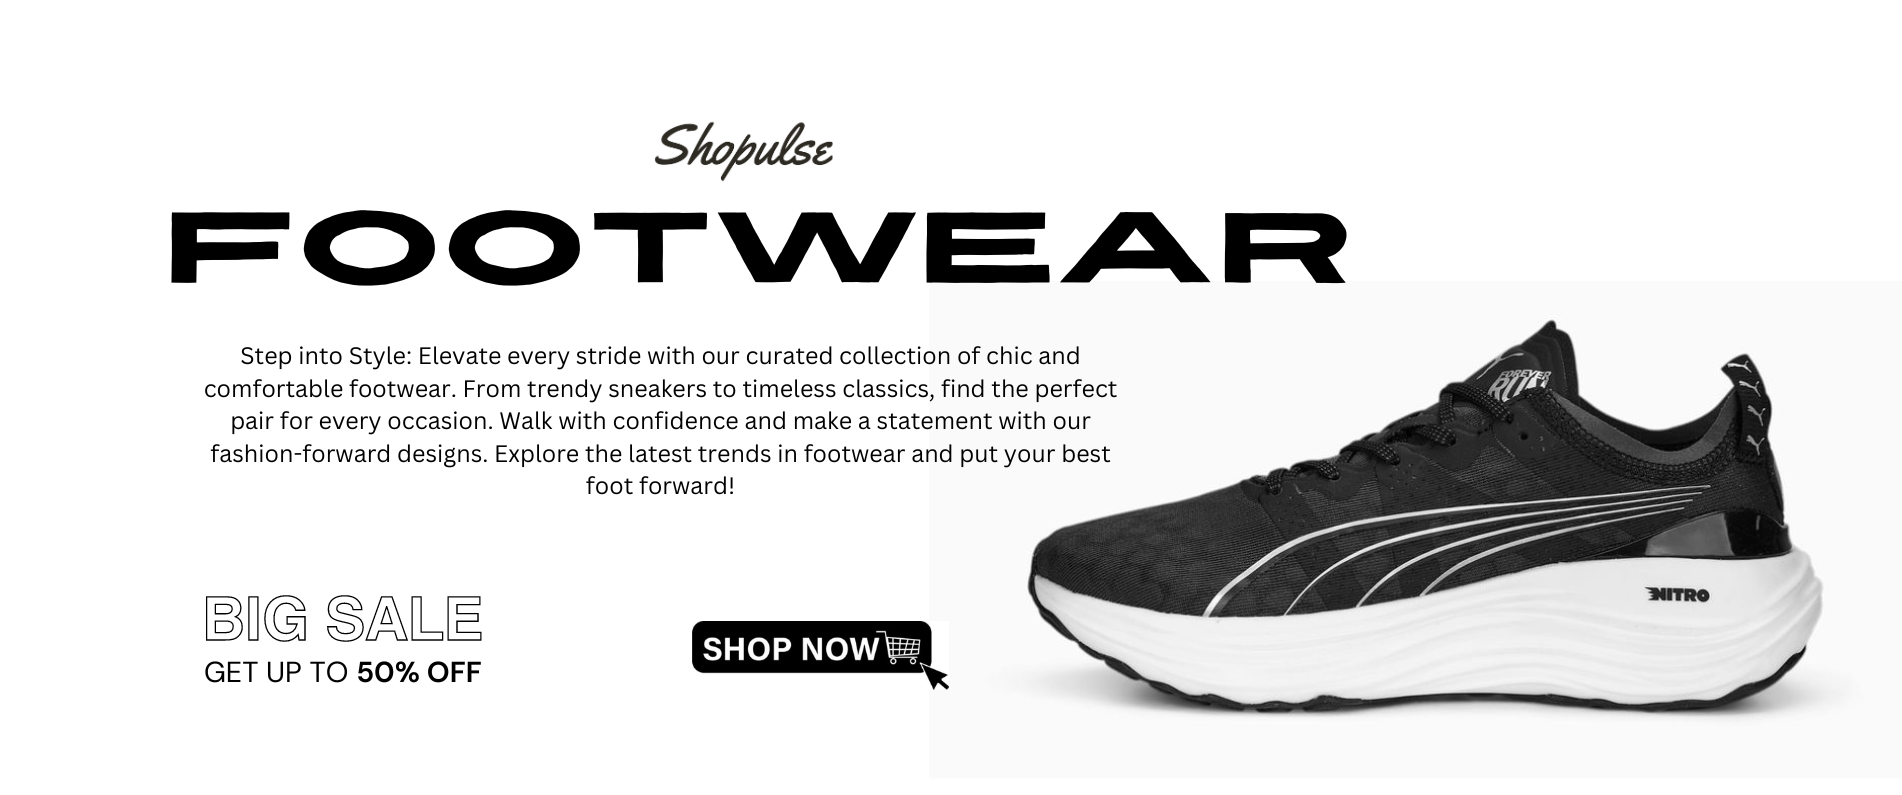 Shopulse
FOOTWEAR
Step into Style: Elevate every stride with our curated collection of chic and
comfortable footwear. From trendy sneakers to timeless classics, find the perfect
pair for every occasion. Walk with confidence and make a statement with our
fashion-forward designs. Explore the latest trends in footwear and put your best
foot forward!
BIG SALE
GET UP TO 50% OFF
SHOP NOW
FOREVER
RUN
NITRO